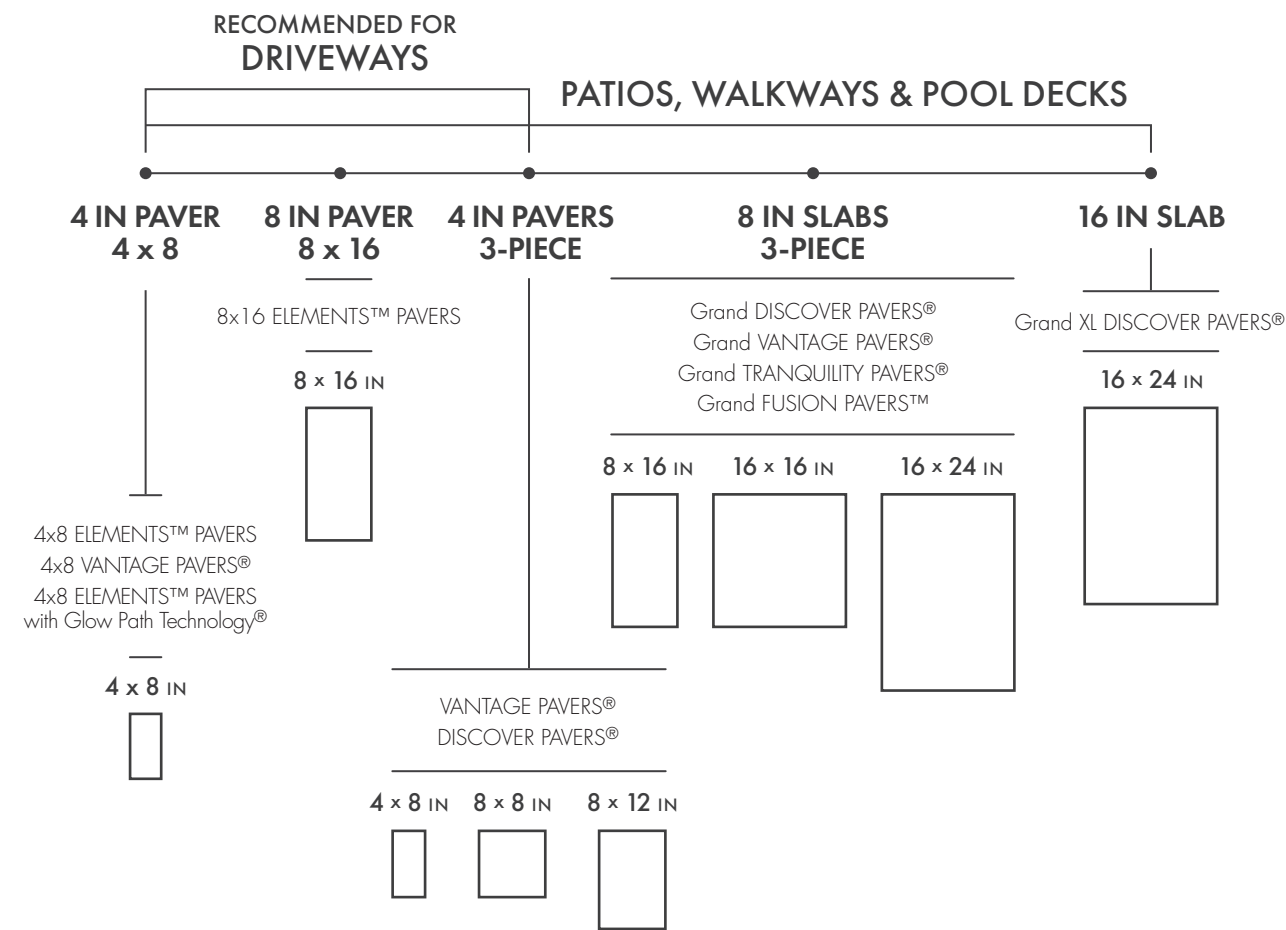 RECOMMENDED FOR
DRIVEWAYS
PATIOS, WALKWAYS & POOL DECKS
4 IN PAVER
4 x 8
8 IN PAVER
8 x 16
4 IN PAVERS
3-PIECE
8 IN SLABS
3-PIECE
16 IN SLAB
8x16 ELEMENTS™ PAVERS
8 x 16 IN
Grand DISCOVER PAVERS®
Grand VANTAGE PAVERS®
Grand TRANQUILITY PAVERS®
Grand FUSION PAVERS™
8 x 16 IN
16 x 16 IN
16 x 24 IN
Grand XL DISCOVER PAVERS®
16 x 24 IN
4x8 ELEMENTS™ PAVERS
4x8 VANTAGE PAVERS®
4x8 ELEMENTS™ PAVERS
with Glow Path Technology®
4 x 8 IN
VANTAGE PAVERS®
DISCOVER PAVERS®
4 x 8 IN
8 x 8 IN
8 x 12 IN